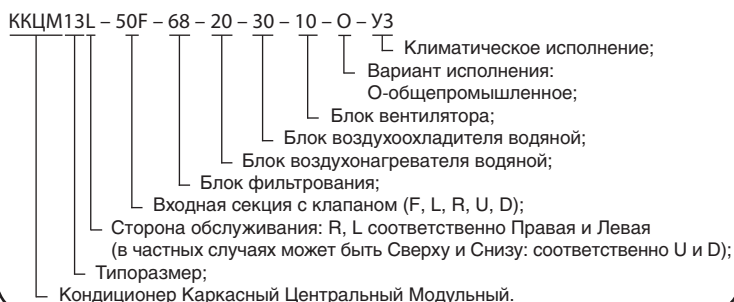 ККЦМ13L – 50F – 68 – 20 – 30 – 10 – О – У3
Климатическое исполнение;
Вариант исполнения:
О-общепромышленное;
Блок вентилятора;
Блок воздухоохладителя водяной;
Блок воздухонагревателя водяной;
Блок фильтрования;
Входная секция с клапаном (F, L, R, U, D);
Сторона обслуживания: R, L соответственно Правая и Левая
(в частных случаях может быть Сверху и Снизу: соответственно U и D);
Типоразмер;
Кондиционер Каркасный Центральный Модульный.